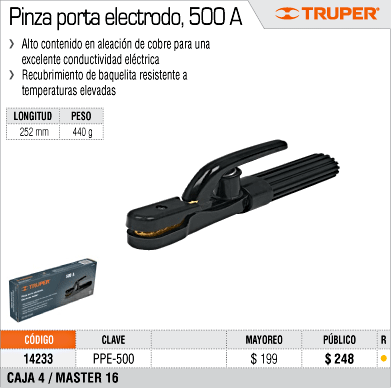 Pinza porta electrodo, 500 A
TRUPER®
Alto contenido en aleación de cobre para una
excelente conductividad eléctrica
Recubrimiento de baquelita resistente a
temperaturas elevadas
LONGITUD PESO
252 mm 440 g
TRUPER
500 A
CÓDIGO CLAVE MAYOREO PÚBLICO R
14233 PPE-500 $ 199 $ 248
CAJA 4 / MASTER 16